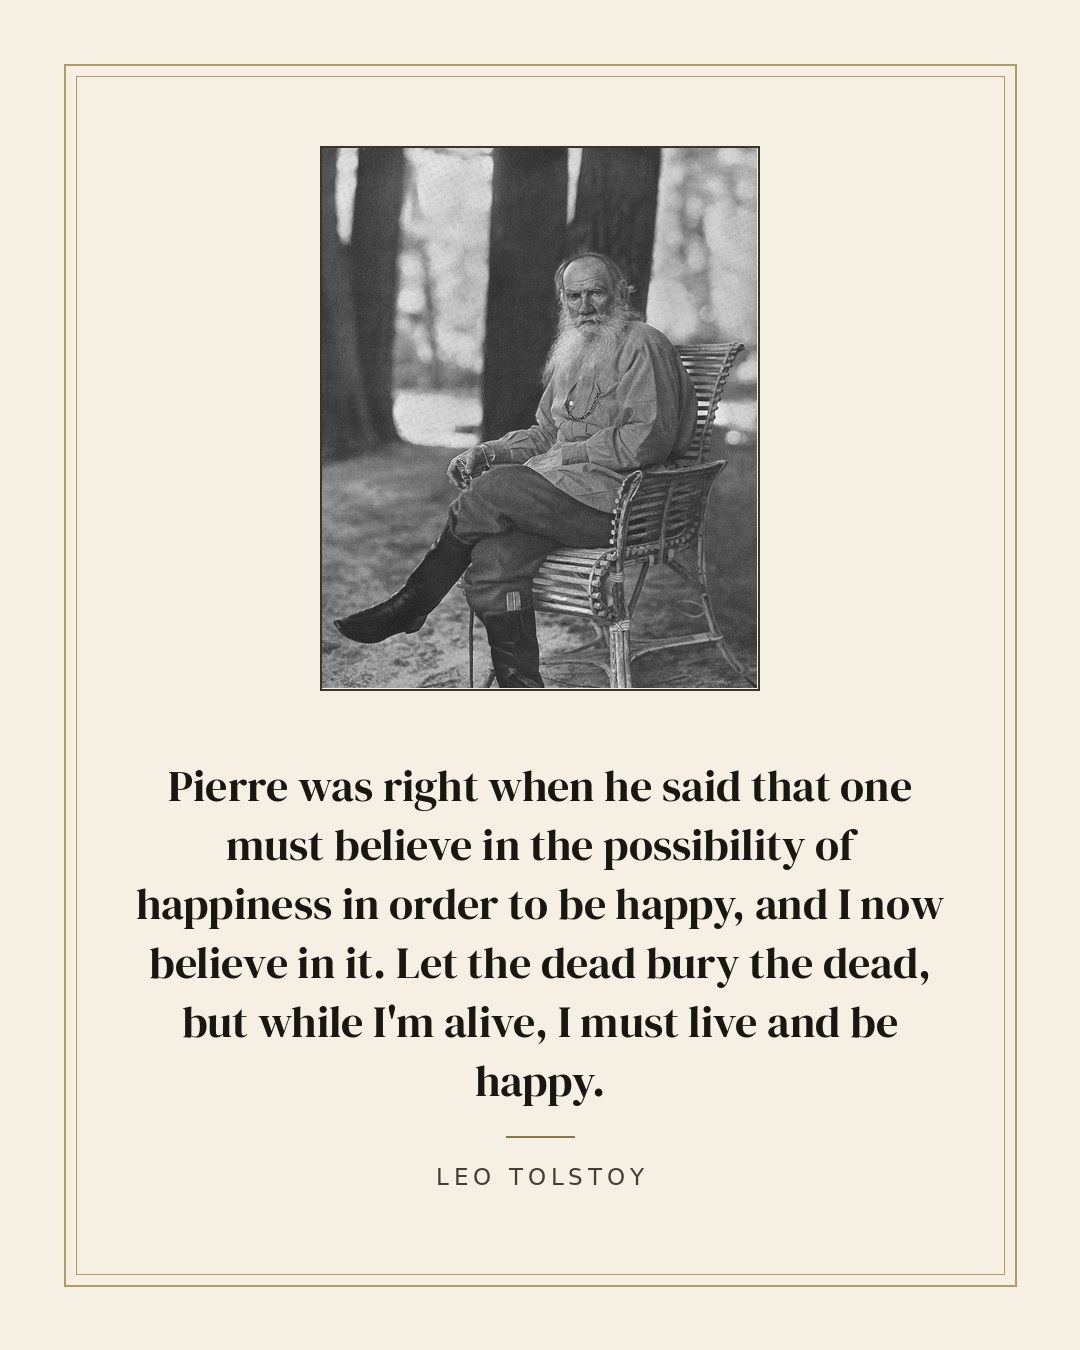 Pierre was right when he said that one
must believe in the possibility of
happiness in order to be happy, and I now
believe in it. Let the dead bury the dead,
but while I'm alive, I must live and be
happy.
LEO TOLSTOY